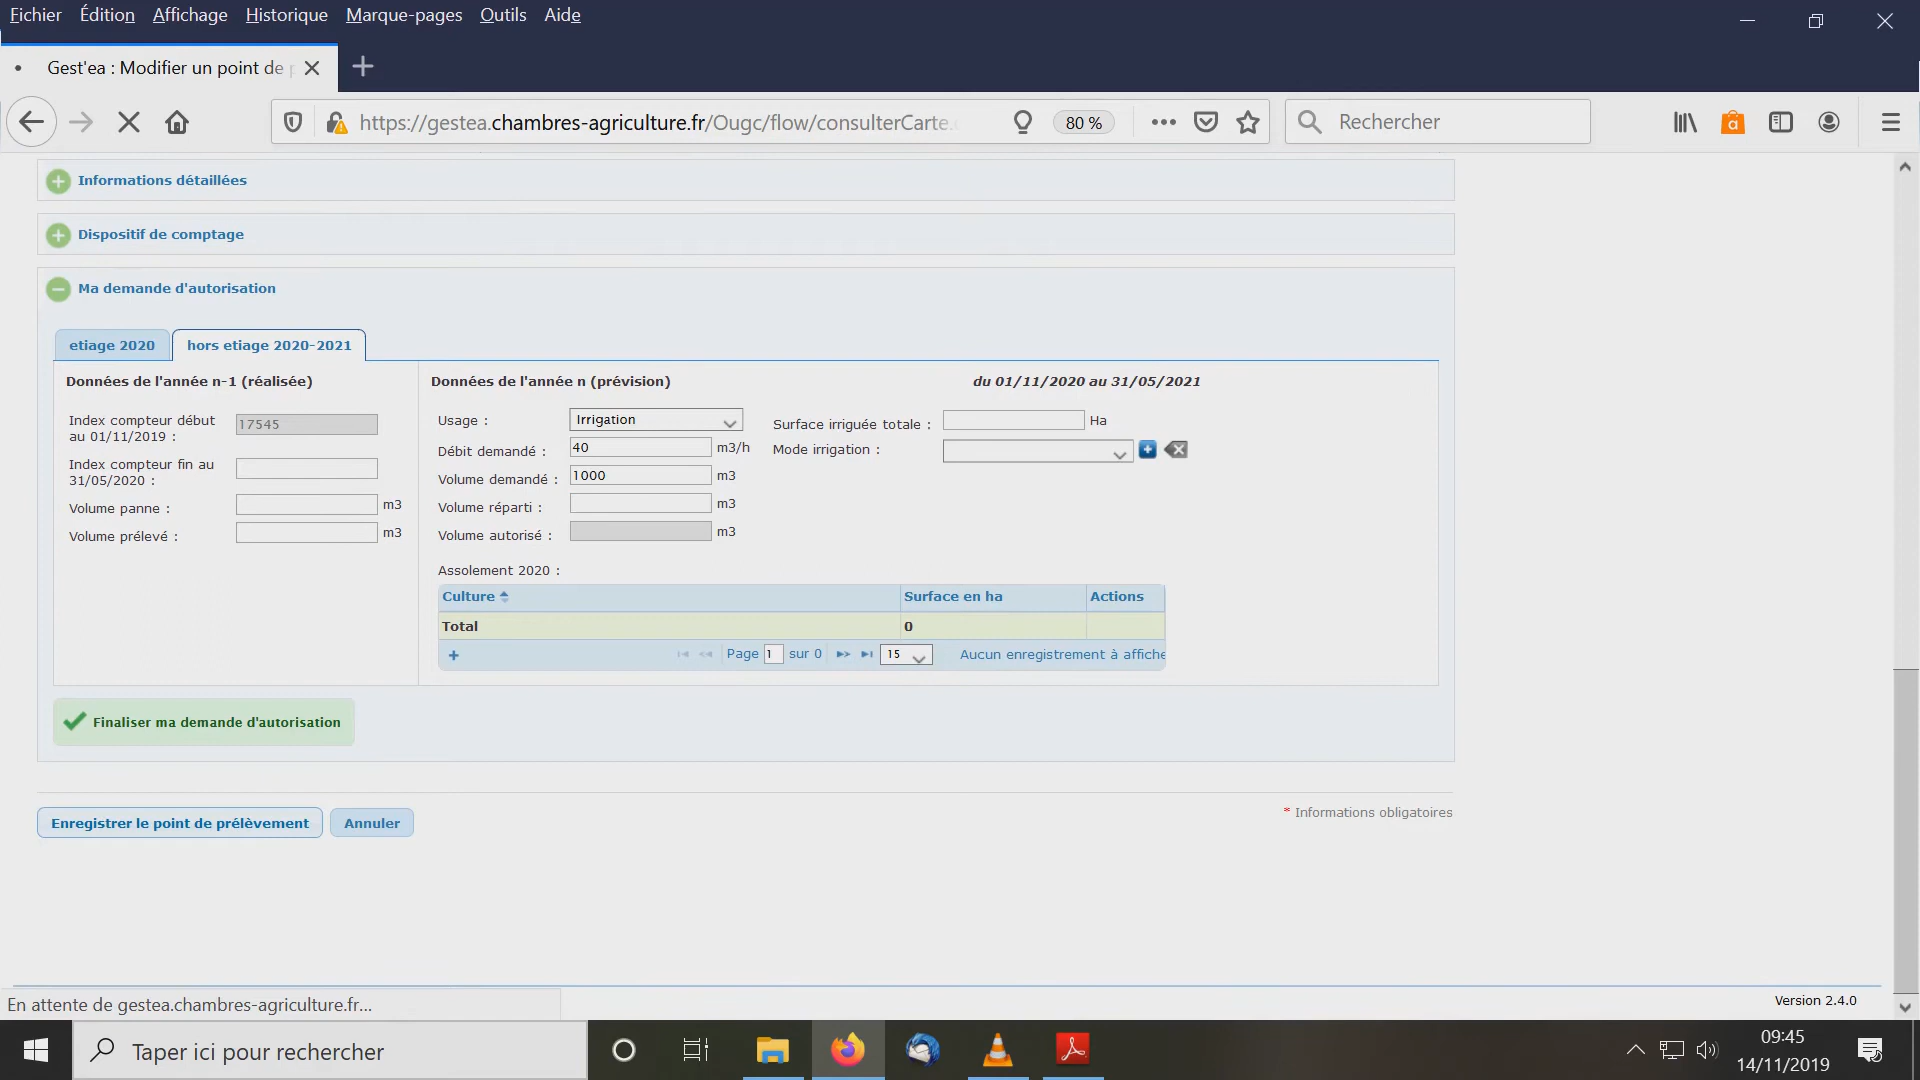 Fichier Édition Affichage Historique Marque-pages Outils Aide
Gest'ea : Modifier un point de
https://gestea.chambres-agriculture.fr/Ougc/flow/consulterCarte. 80 % Rechercher
Informations détaillées
Dispositif de comptage
Ma demande d'autorisation
etiage 2020 hors etiage 2020-2021
Données de l'année n-1 (réalisée) Données de l'année n (prévision) du 01/11/2020 au 31/05/2021
Index compteur début au 01/11/2019 : 17545
Index compteur fin au 31/05/2020 :
Volume panne : m3
Volume prélevé : m3
Usage : Irrigation
Débit demandé : 40 m3/h
Volume demandé : 1000 m3
Volume réparti : m3
Volume autorisé : m3
Surface irriguée totale : Ha
Mode irrigation :
Assolement 2020 :
Culture Surface en ha Actions
Total 0
Page 1 sur 0 15 Aucun enregistrement à affiche
Finaliser ma demande d'autorisation
Enregistrer le point de prélèvement Annuler
* Informations obligatoires
En attente de gestea.chambres-agriculture.fr...
Version 2.4.0
Taper ici pour rechercher
09:45
14/11/2019